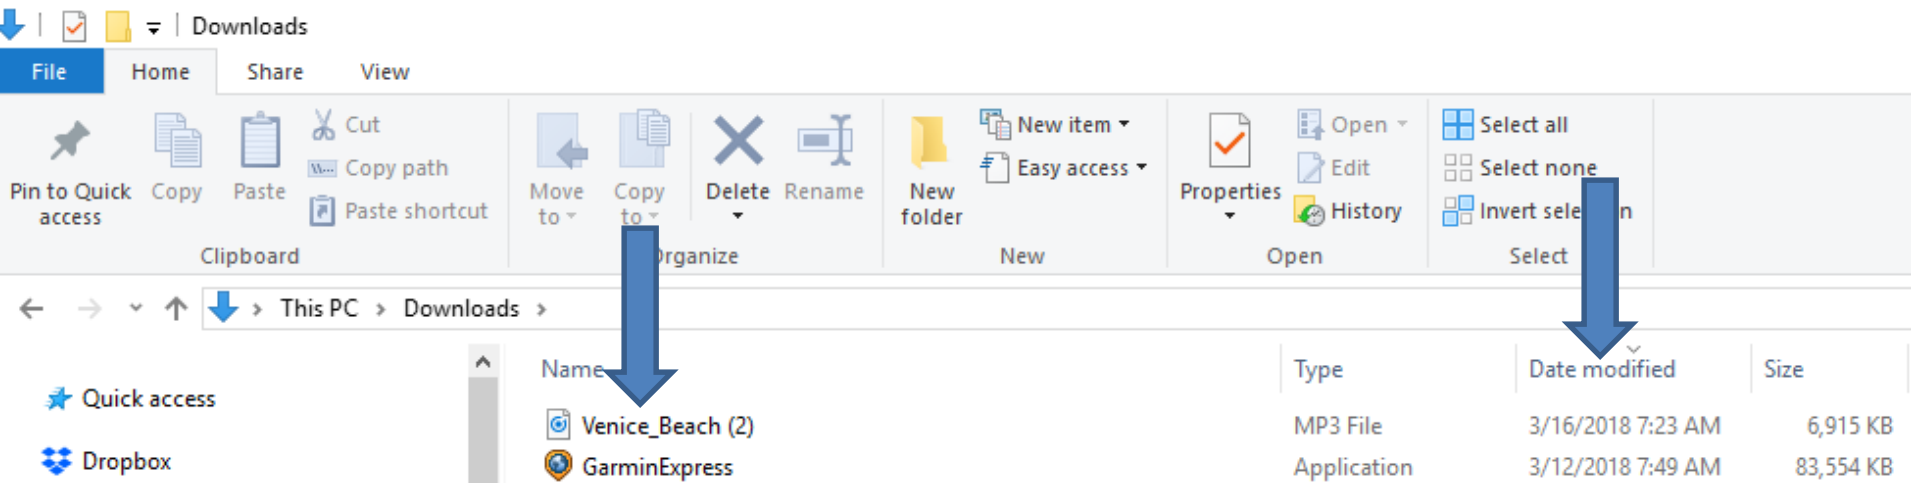 Downloads
File Home Share View
Pin to Quick access
Copy
Paste
Cut
Copy path
Paste shortcut
Clipboard
Move to
Copy to
Delete
Rename
Organize
New folder
New item
Easy access
New
Properties
Open
Edit
History
Open
Select all
Select none
Invert selection
Select
This PC > Downloads >
Quick access
Dropbox
Name Type Date modified Size
Venice_Beach (2) MP3 File 3/16/2018 7:23 AM 6,915 KB
GarminExpress Application 3/12/2018 7:49 AM 83,554 KB